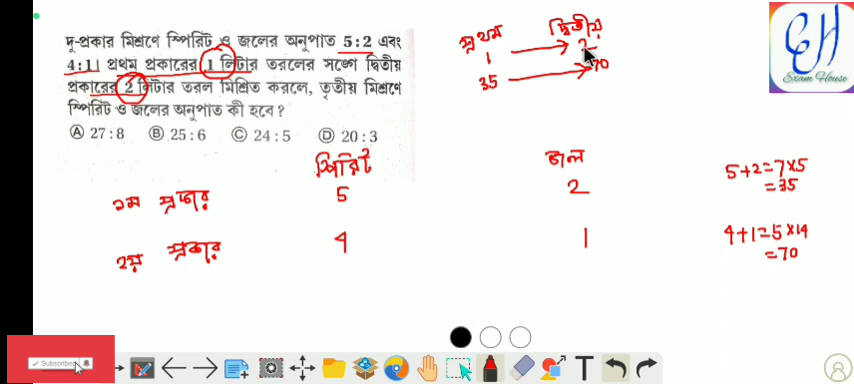 দু-প্রকার মিশ্রণে স্পিরিট ও জলের অনুপাত 5:2 এবং
4:1। প্রথম প্রকারের 1 লিটার তরলের সঙ্গে দ্বিতীয়
প্রকারের 2 লিটার তরল মিশ্রিত করলে, তৃতীয় মিশ্রণে
স্পিরিট ও জলের অনুপাত কী হবে?
Ⓐ 27:8 Ⓑ 25:6 Ⓒ 24:5 Ⓓ 20:3
প্রথম দ্বিতীয়
1 2
35 70
CH
Exam House
স্পিরিট জল
১ম প্রকার 5 2 5+2=7×5
=35
২য় প্রকার 4 1 4+1=5×14
=70
Subscribed
T